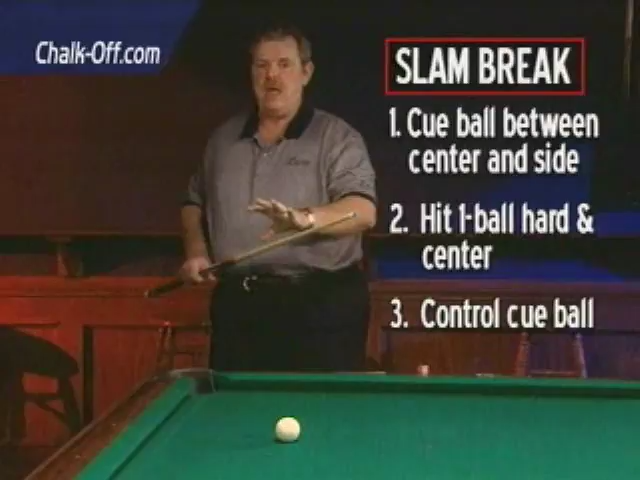 Chalk-Off.com
SLAM BREAK
1. Cue ball between
center and side
2. Hit 1-ball hard &
center
3. Control cue ball